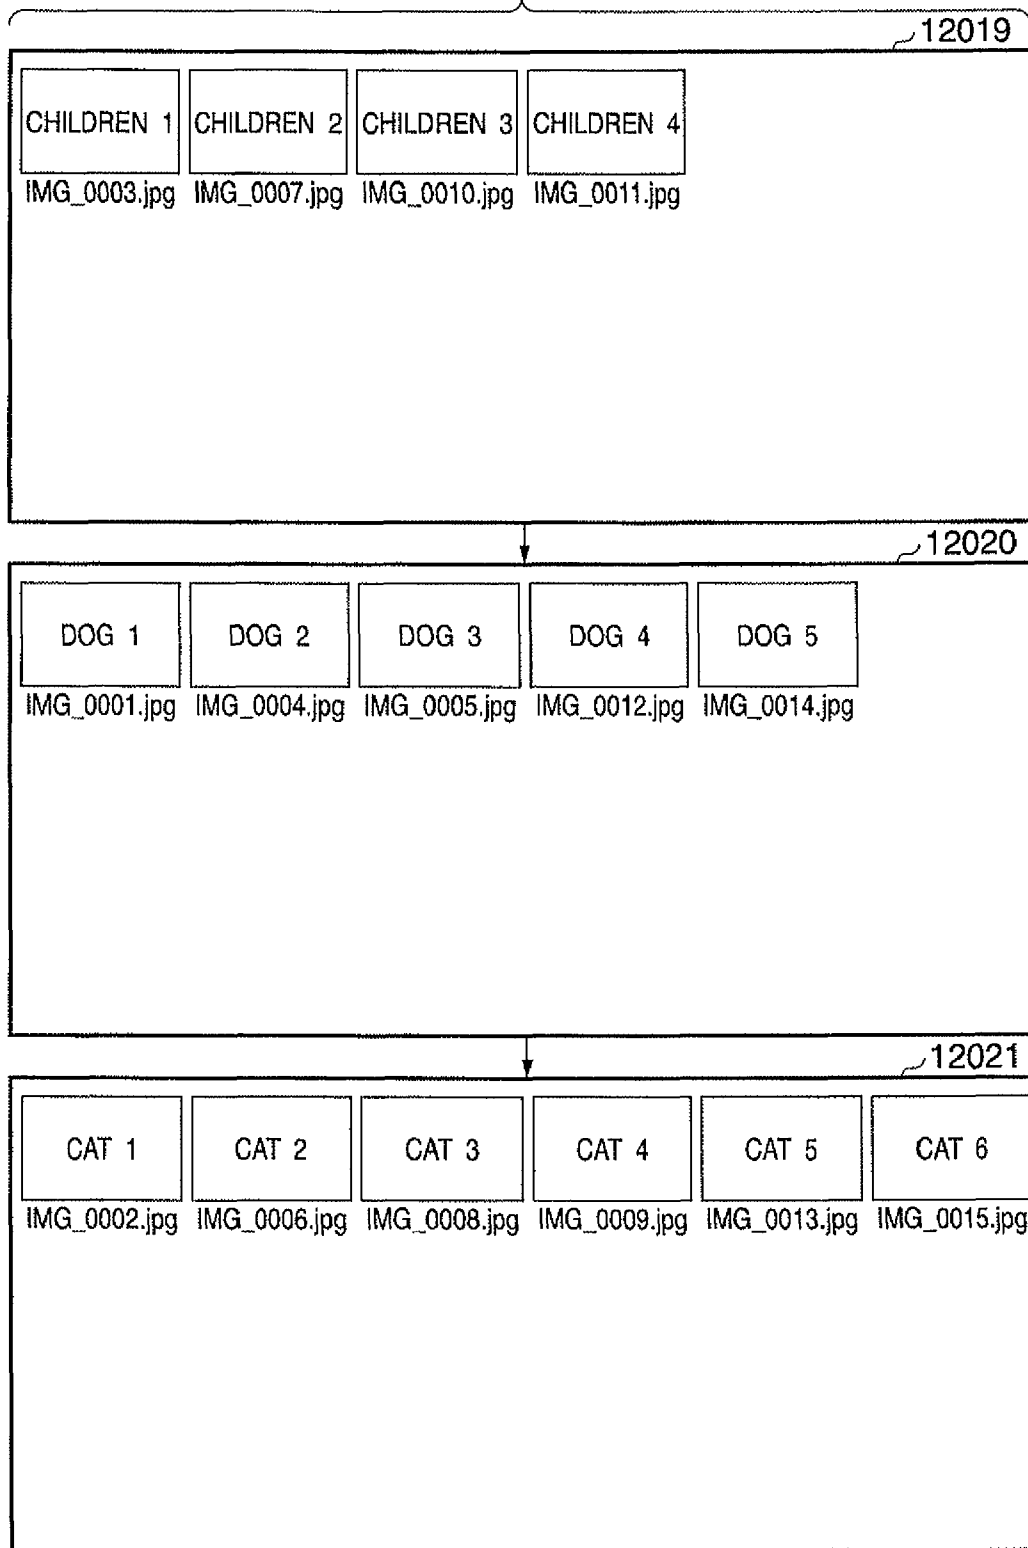 12019
CHILDREN 1 CHILDREN 2 CHILDREN 3 CHILDREN 4
IMG_0003.jpg IMG_0007.jpg IMG_0010.jpg IMG_0011.jpg
12020
DOG 1 DOG 2 DOG 3 DOG 4 DOG 5
IMG_0001.jpg IMG_0004.jpg IMG_0005.jpg IMG_0012.jpg IMG_0014.jpg
12021
CAT 1 CAT 2 CAT 3 CAT 4 CAT 5 CAT 6
IMG_0002.jpg IMG_0006.jpg IMG_0008.jpg IMG_0009.jpg IMG_0013.jpg IMG_0015.jpg